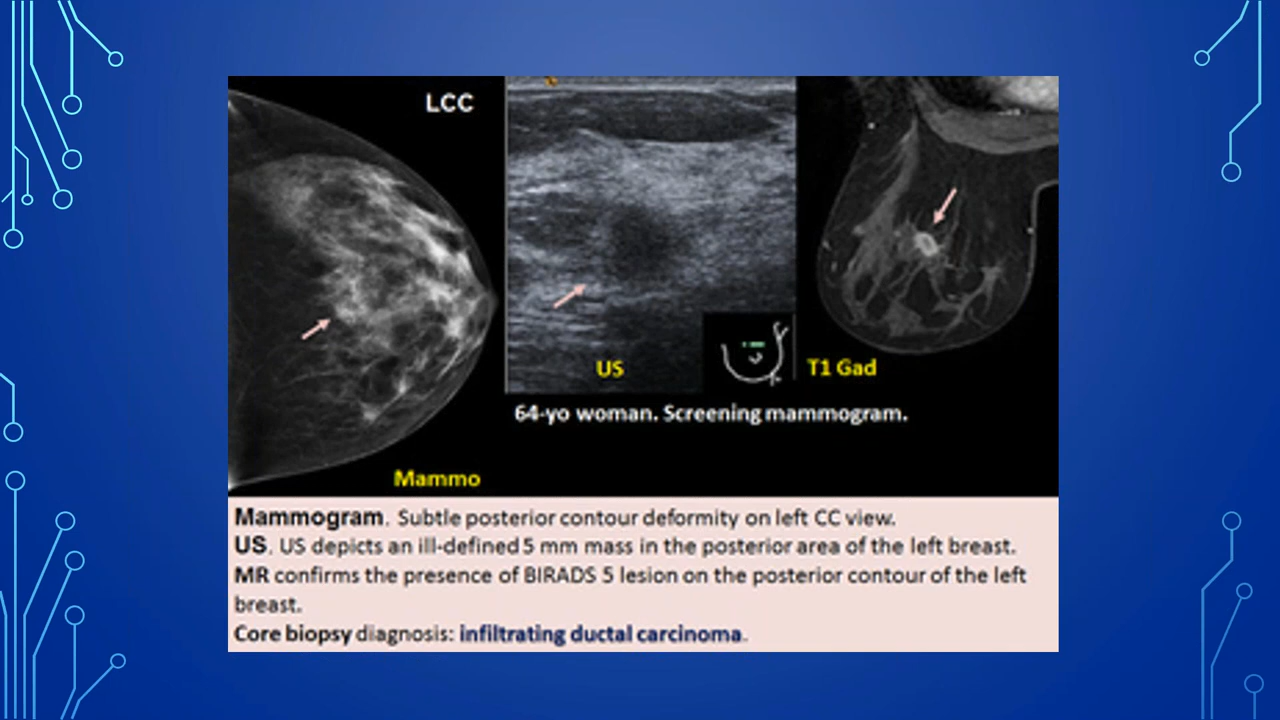 LCC
US
T1 Gad
64-yo woman. Screening mammogram.
Mammo
Mammogram. Subtle posterior contour deformity on left CC view.
US. US depicts an ill-defined 5 mm mass in the posterior area of the left breast.
MR confirms the presence of BIRADS 5 lesion on the posterior contour of the left
breast.
Core biopsy diagnosis: infiltrating ductal carcinoma.